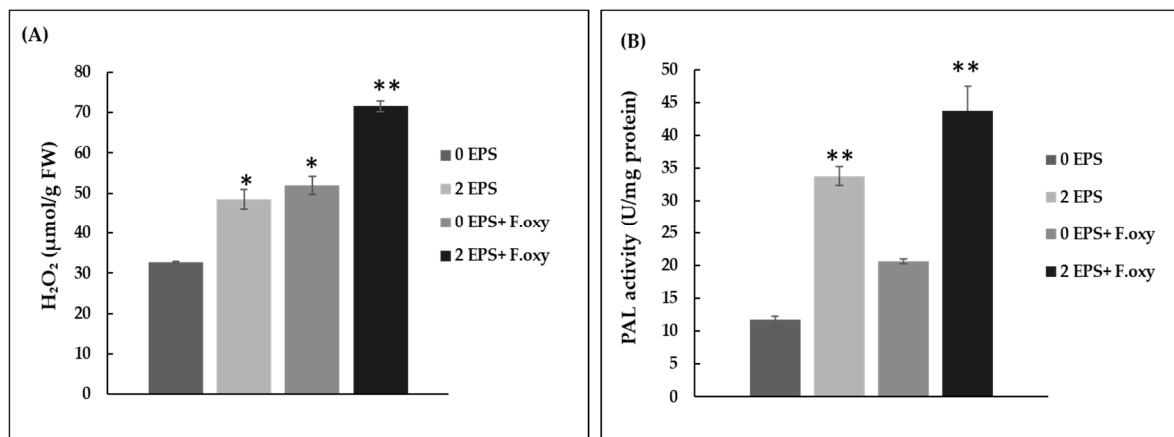 (A)
H₂O₂ (μmol/g FW)
80
70
60
50
40
30
20
10
0
*
*
**
0 EPS
2 EPS
0 EPS+ F.oxy
2 EPS+ F.oxy
(B)
PAL activity (U/mg protein)
50
45
40
35
30
25
20
15
10
5
0
**
**
0 EPS
2 EPS
0 EPS+ F.oxy
2 EPS+ F.oxy